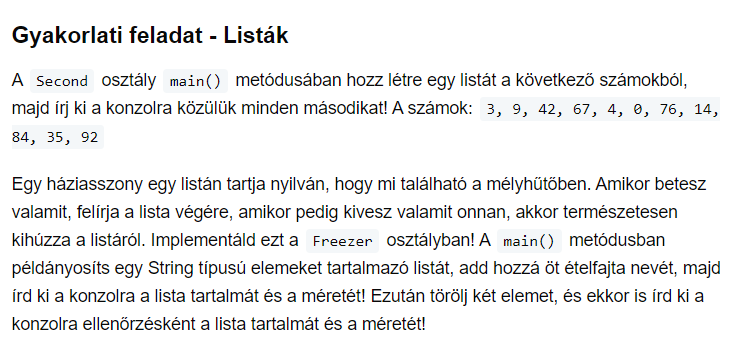 Gyakorlati feladat - Listák
A Second osztály main() metódusában hozz létre egy listát a következő számokból,
majd írj ki a konzolra közülük minden másodikat! A számok: 3, 9, 42, 67, 4, 0, 76, 14,
84, 35, 92
Egy háziasszony egy listán tartja nyilván, hogy mi található a mélyhűtőben. Amikor betesz
valamit, felírja a lista végére, amikor pedig kivesz valamit onnan, akkor természetesen
kihúzza a listáról. Implementáld ezt a Freezer osztályban! A main() metódusban
példányosíts egy String típusú elemeket tartalmazó listát, add hozzá öt ételfajta nevét, majd
írd ki a konzolra a lista tartalmát és a méretét! Ezután törölj két elemet, és ekkor is írd ki a
konzolra ellenőrzésként a lista tartalmát és a méretét!